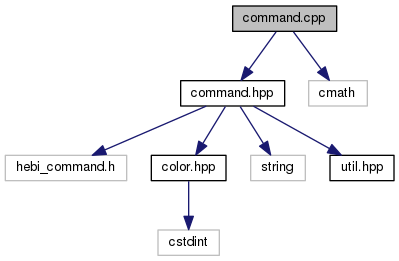 command.cpp
command.hpp
cmath
hebi_command.h
color.hpp
string
util.hpp
cstdint